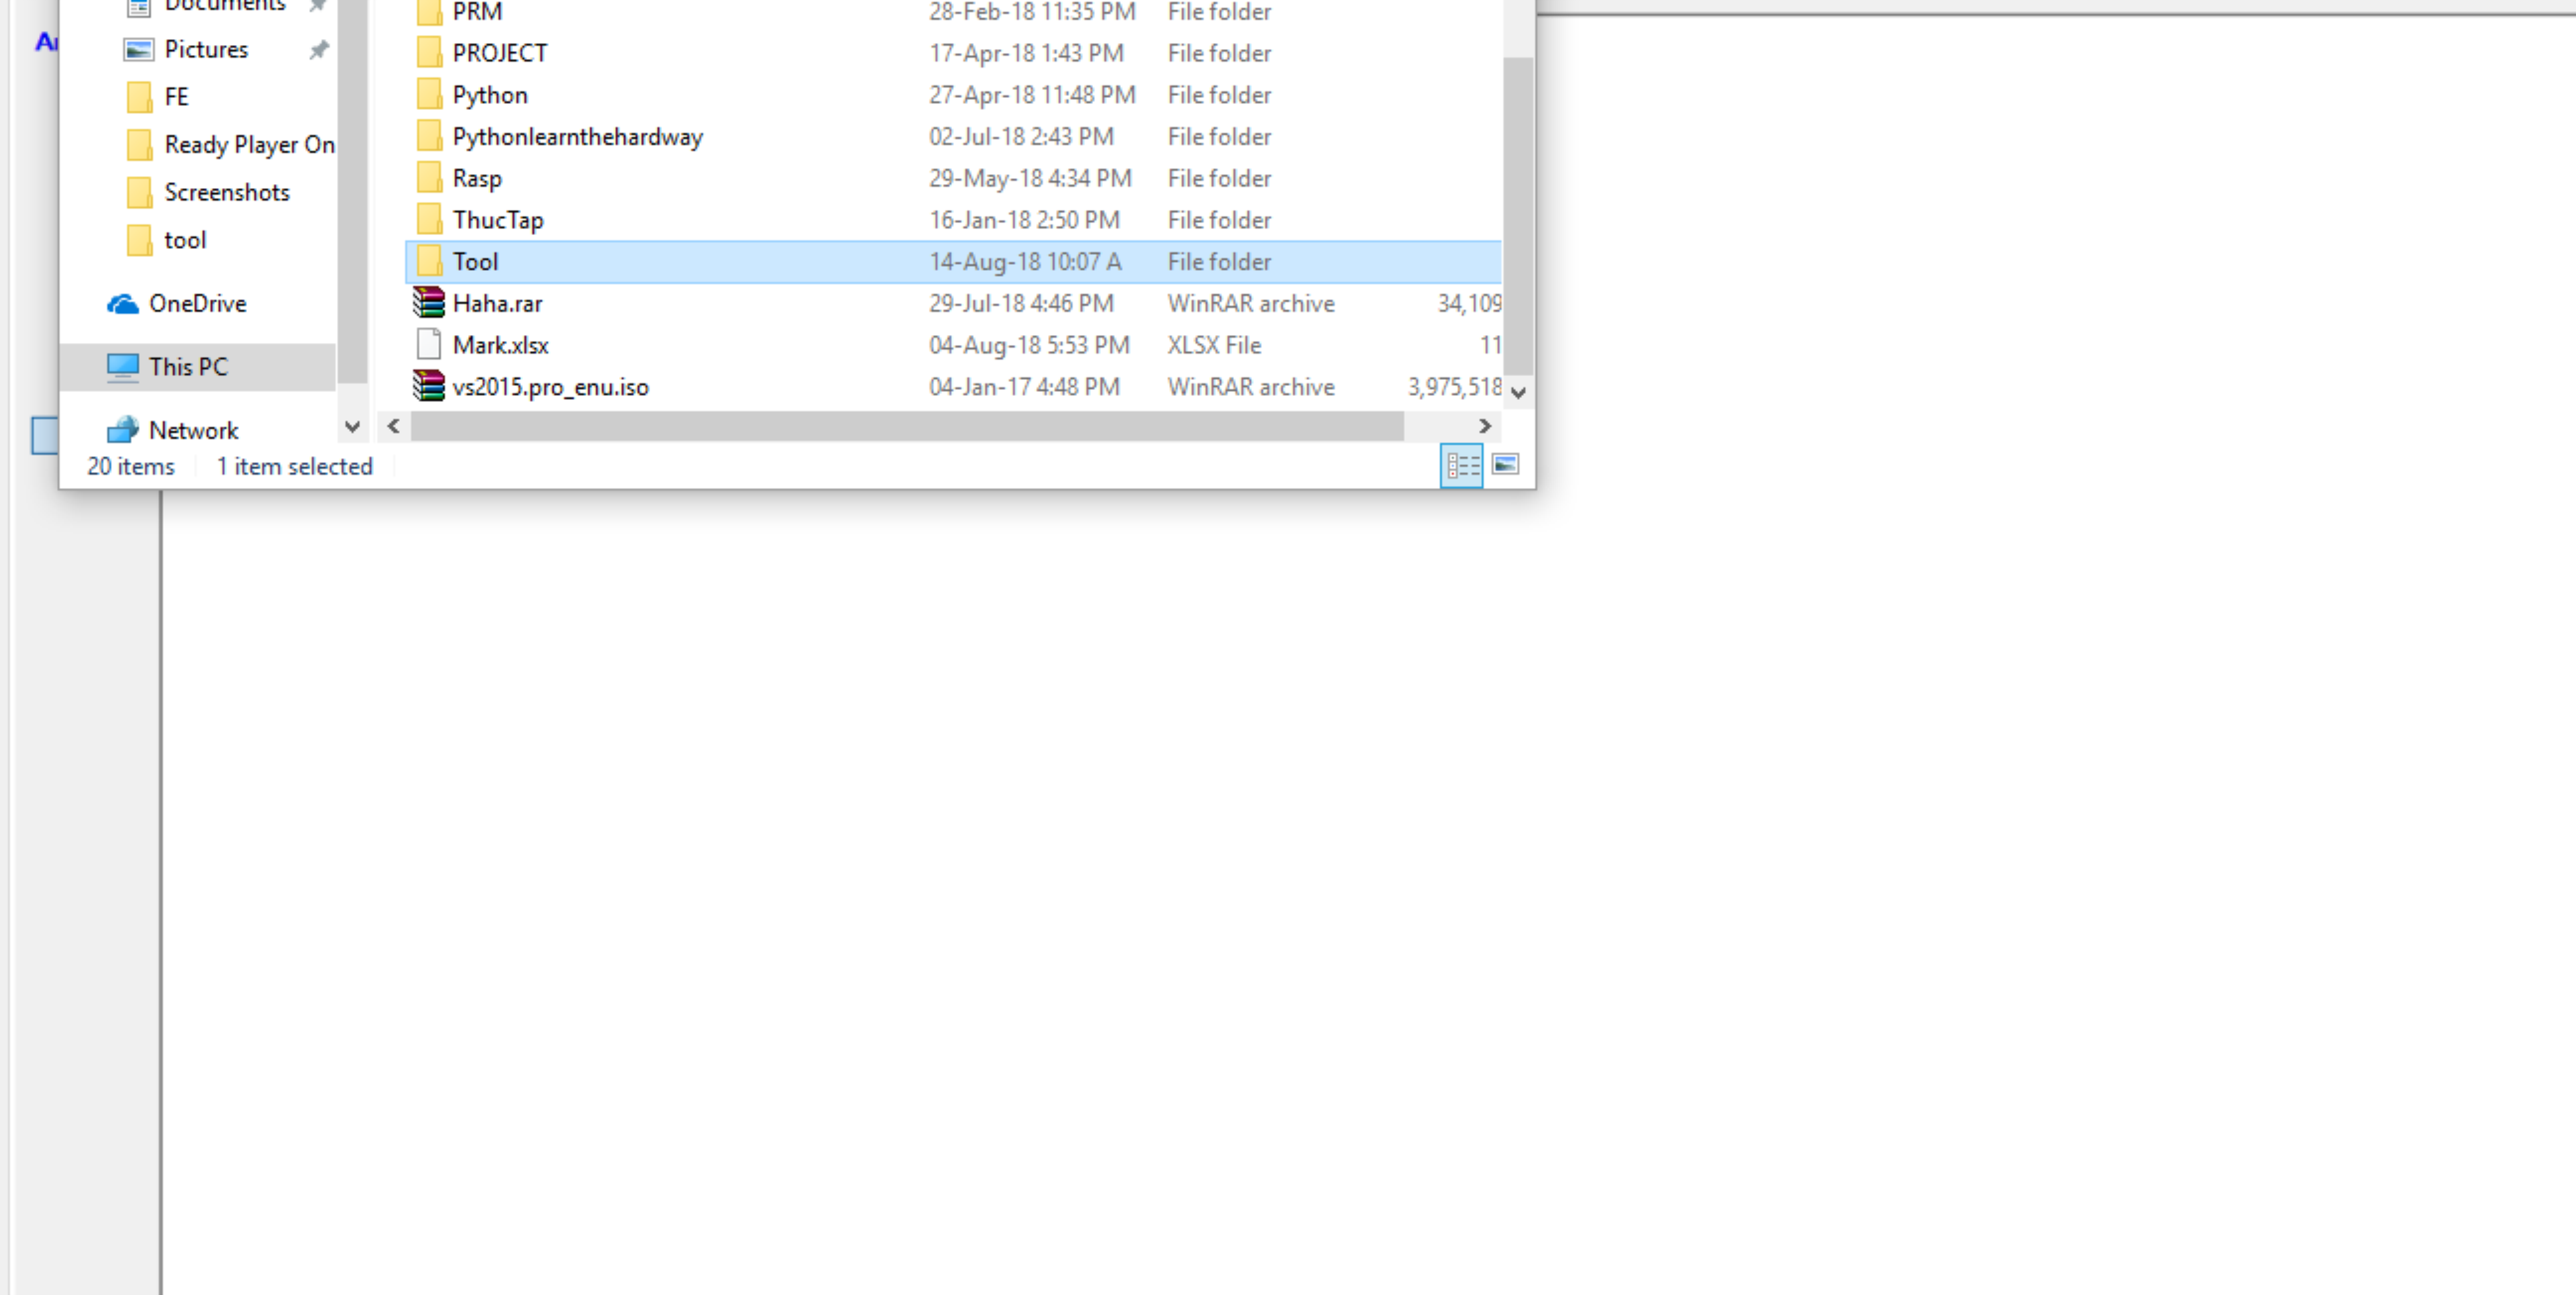 Documents
PRM 28-Feb-18 11:35 PM File folder
Pictures
PROJECT 17-Apr-18 1:43 PM File folder
FE
Python 27-Apr-18 11:48 PM File folder
Ready Player On
Pythonlearnthehardway 02-Jul-18 2:43 PM File folder
Screenshots
Rasp 29-May-18 4:34 PM File folder
tool
ThucTap 16-Jan-18 2:50 PM File folder
Tool 14-Aug-18 10:07 A File folder
OneDrive
Haha.rar 29-Jul-18 4:46 PM WinRAR archive 34,109
Mark.xlsx 04-Aug-18 5:53 PM XLSX File 11
This PC
vs2015.pro_enu.iso 04-Jan-17 4:48 PM WinRAR archive 3,975,518
Network
20 items 1 item selected